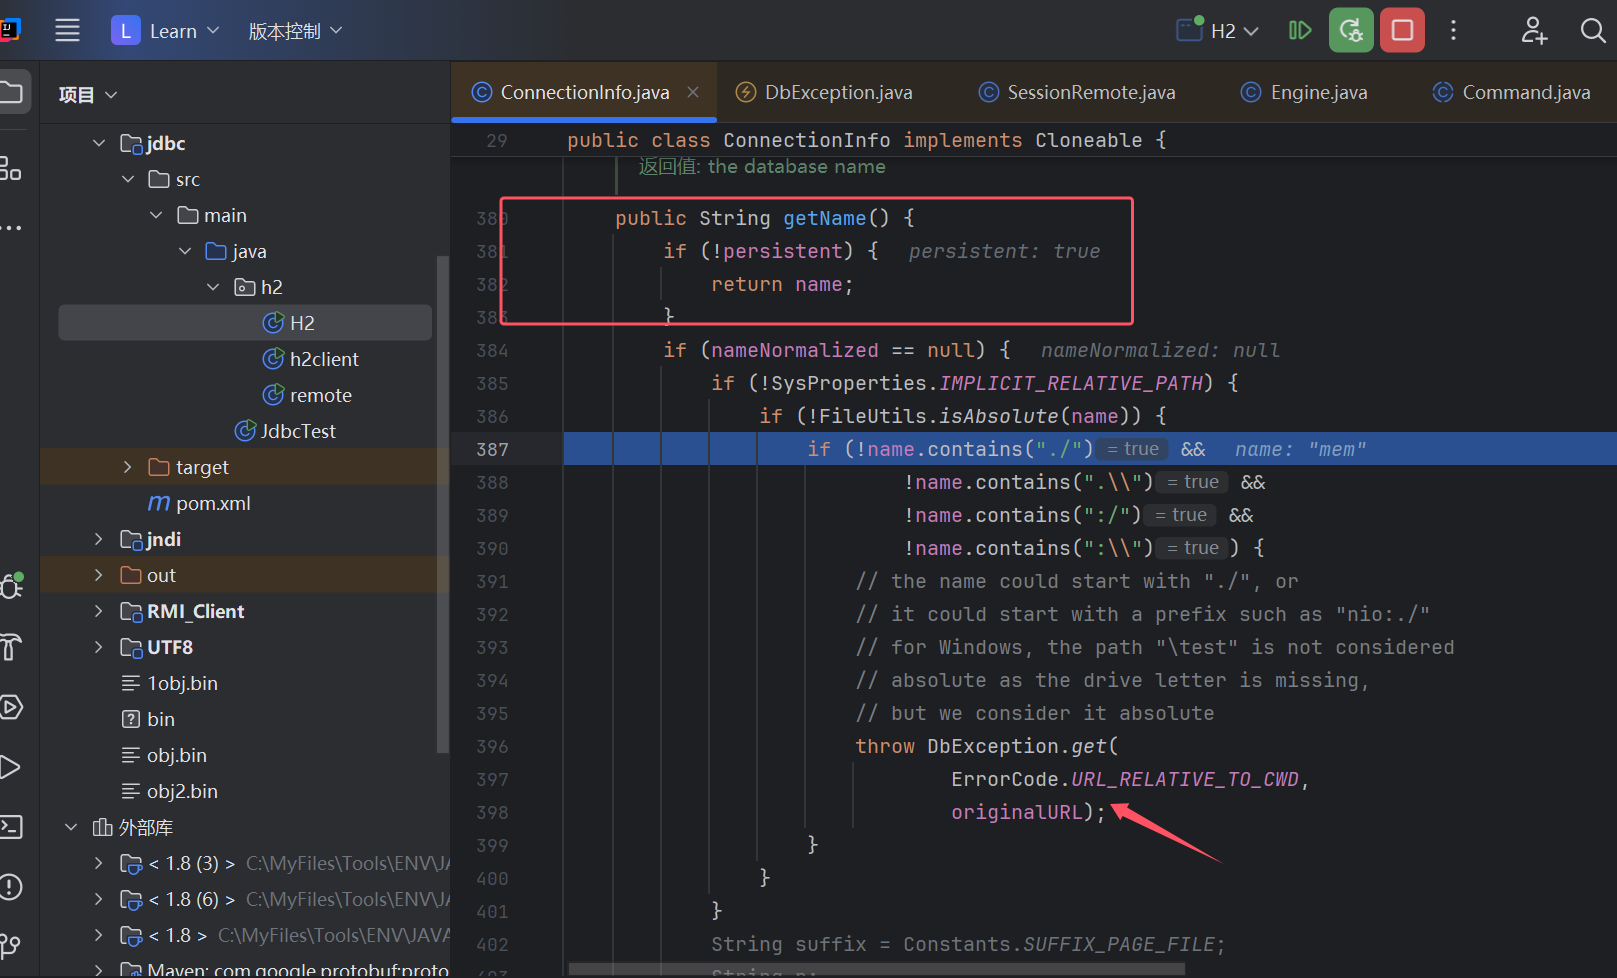 L Learn 版本控制 H2
项目
ConnectionInfo.java DbException.java SessionRemote.java Engine.java Command.java
jdbc
src
main
java
h2
H2
h2client
remote
JdbcTest
target
pom.xml
jndi
out
RMI_Client
UTF8
1obj.bin
bin
obj.bin
obj2.bin
外部库
< 1.8 (3) > C:\MyFiles\Tools\ENV\JA
< 1.8 (6) > C:\MyFiles\Tools\ENV\JA
< 1.8 > C:\MyFiles\Tools\ENV\JAVA
Maven: com.google.protobuf:proto
29 public class ConnectionInfo implements Cloneable {
返回值: the database name
380 public String getName() {
381 if (!persistent) { persistent: true
382 return name;
383 }
384 if (nameNormalized == null) { nameNormalized: null
385 if (!SysProperties.IMPLICIT_RELATIVE_PATH) {
386 if (!FileUtils.isAbsolute(name)) {
387 if (!name.contains("./") = true && name: "mem"
388 !name.contains(".\\") = true &&
389 !name.contains(":/") = true &&
390 !name.contains(":\\") = true ) {
391 // the name could start with "./", or
392 // it could start with a prefix such as "nio:./"
393 // for Windows, the path "\test" is not considered
394 // absolute as the drive letter is missing,
395 // but we consider it absolute
396 throw DbException.get(
397 ErrorCode.URL_RELATIVE_TO_CWD,
398 originalURL);
399 }
400 }
401 }
402 String suffix = Constants.SUFFIX_PAGE_FILE;
403 String n;